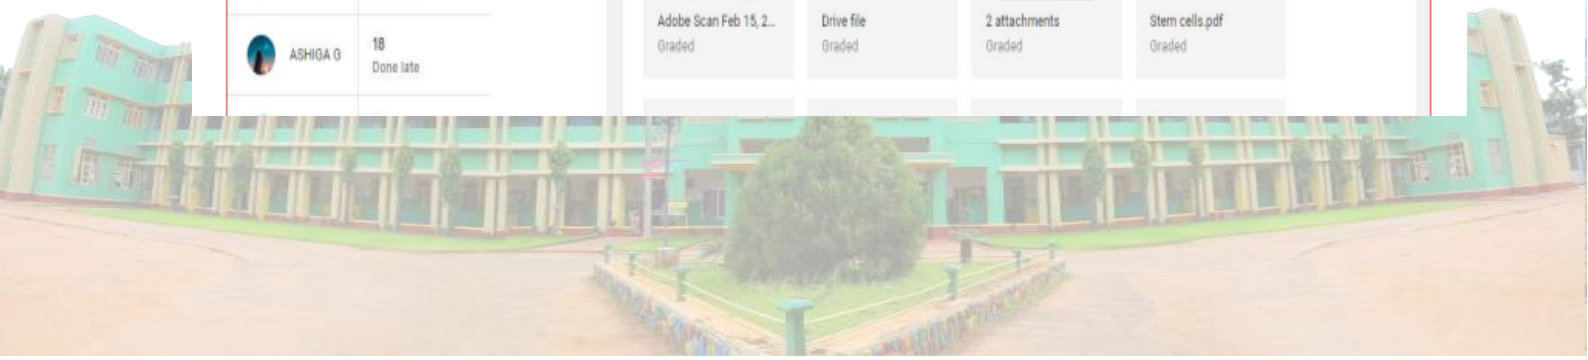 ASHIGA G
18
Done late
Adobe Scan Feb 15, 2...
Graded
Drive file
Graded
2 attachments
Graded
Stem cells.pdf
Graded